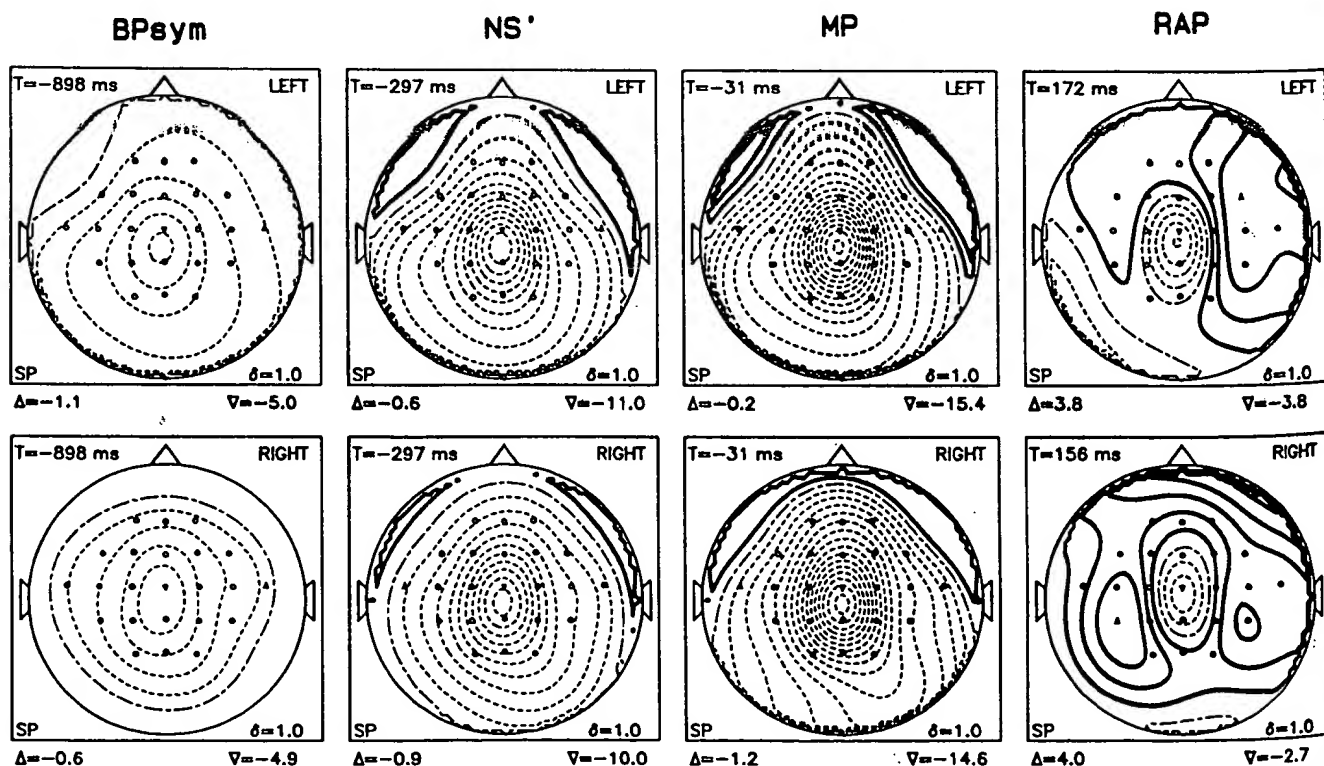 BPsym NS' MP RAP
T=-898 ms LEFT T=-297 ms LEFT T=-31 ms LEFT T=172 ms LEFT
SP δ=1.0 SP δ=1.0 SP δ=1.0 SP δ=1.0
Δ=-1.1 ∇=-5.0 Δ=-0.6 ∇=-11.0 Δ=-0.2 ∇=-15.4 Δ=3.8 ∇=-3.8
T=-898 ms RIGHT T=-297 ms RIGHT T=-31 ms RIGHT T=156 ms RIGHT
SP δ=1.0 SP δ=1.0 SP δ=1.0 SP δ=1.0
Δ=-0.6 ∇=-4.9 Δ=-0.9 ∇=-10.0 Δ=-1.2 ∇=-14.6 Δ=4.0 ∇=-2.7